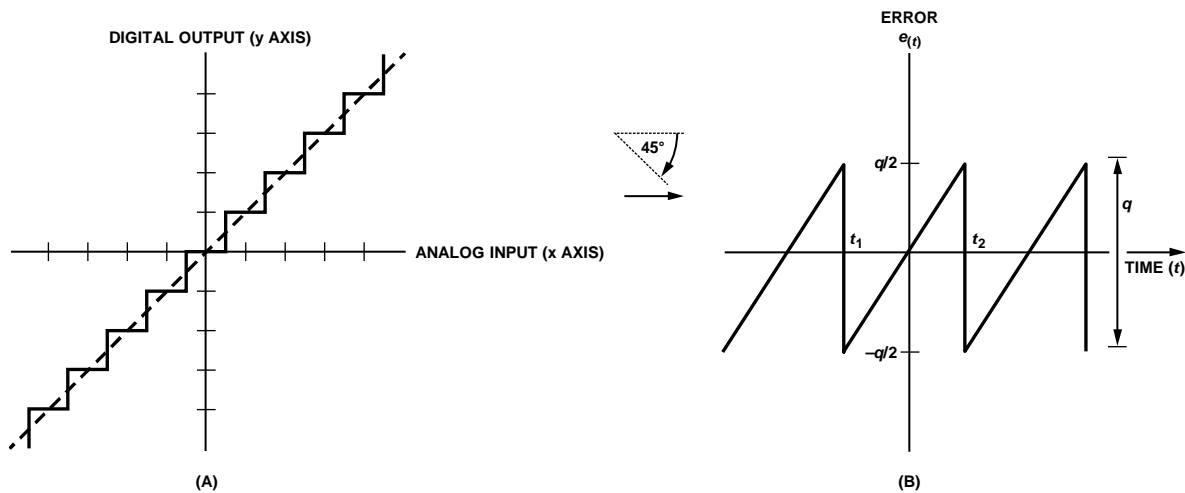 DIGITAL OUTPUT (y AXIS)
ANALOG INPUT (x AXIS)
(A)
45°
ERROR
e(t)
q/2
t1
t2
q
TIME (t)
–q/2
(B)